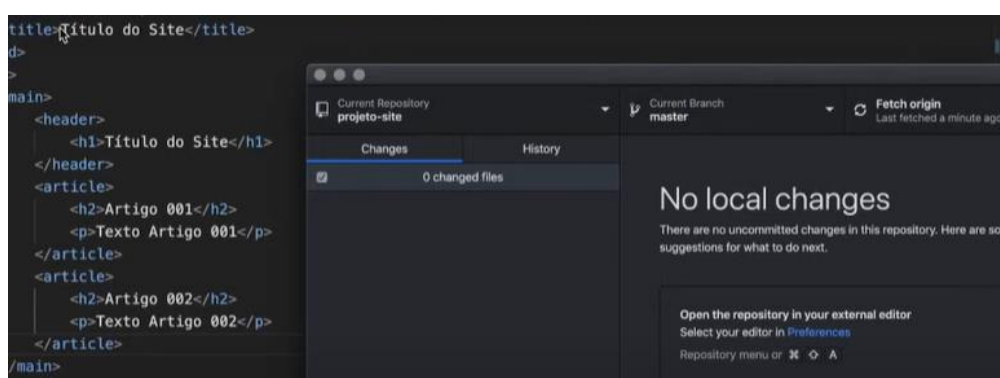 title>Título do Site</title>
d>
>
main>
<header>
<h1>Título do Site</h1>
</header>
<article>
<h2>Artigo 001</h2>
<p>Texto Artigo 001</p>
</article>
<article>
<h2>Artigo 002</h2>
<p>Texto Artigo 002</p>
</article>
/main>
Current Repository
projeto-site
Current Branch
master
Fetch origin
Last fetched a minute ago
Changes
History
0 changed files
No local changes
There are no uncommitted changes in this repository. Here are so
suggestions for what to do next.
Open the repository in your external editor
Select your editor in Preferences
Repository menu or ⌘ ⇧ A